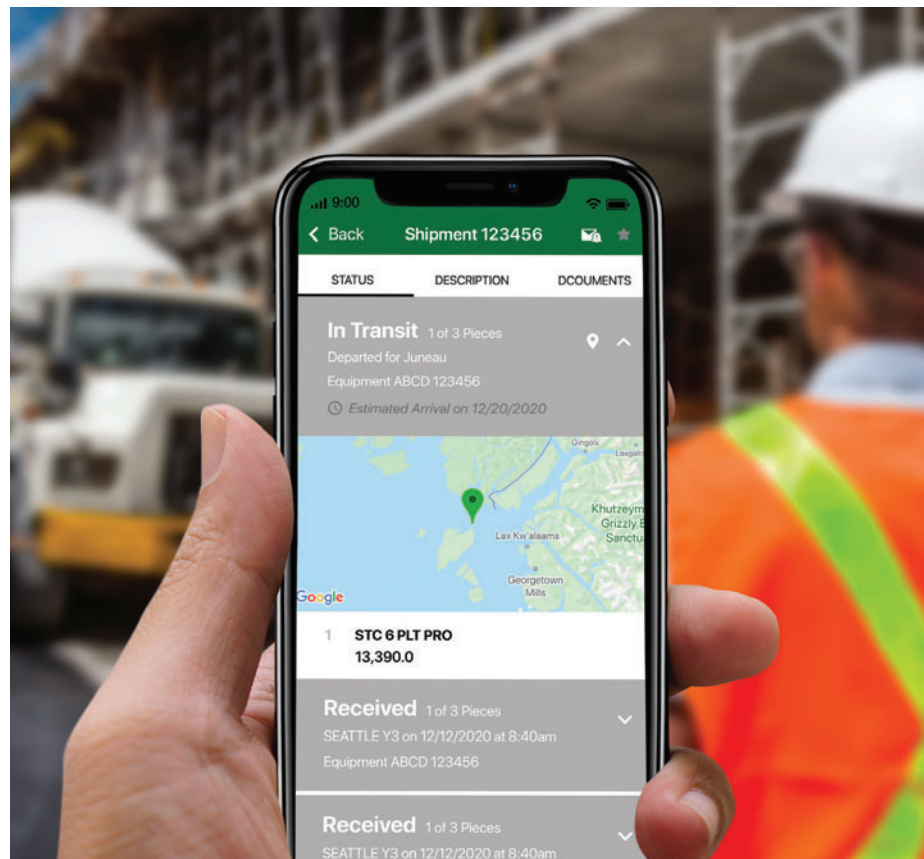 9:00
Back Shipment 123456
STATUS DESCRIPTION DCOUMENTS
In Transit 1 of 3 Pieces
Departed for Juneau
Equipment ABCD 123456
Estimated Arrival on 12/20/2020
Gingolx
Khutzeym
Grizzly
Sanctu
Lax Kw'alaams
Georgetown
Mills
Google
1 STC 6 PLT PRO
13,390.0
Received 1 of 3 Pieces
SEATTLE Y3 on 12/12/2020 at 8:40am
Equipment ABCD 123456
Received 1 of 3 Pieces
SEATTLE Y3 on 12/12/2020 at 8:40am